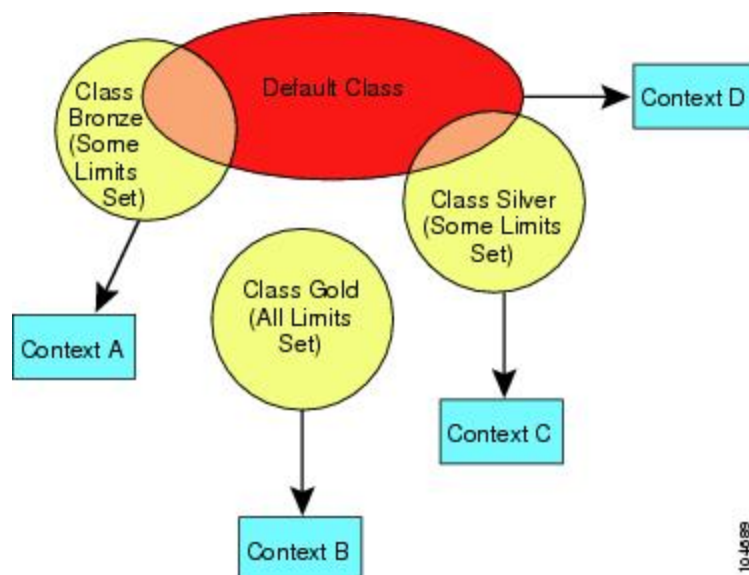 Default Class
Class
Bronze
(Some
Limits
Set)
Context D
Class Silver
(Some Limits
Set)
Class Gold
(All Limits
Set)
Context A
Context C
Context B